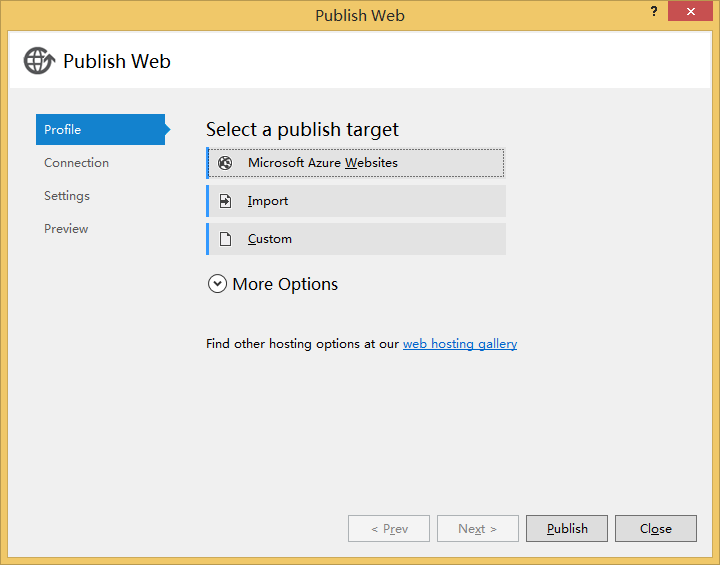 Publish Web
?
Publish Web
Profile
Connection
Settings
Preview
Select a publish target
Microsoft Azure Websites
Import
Custom
More Options
Find other hosting options at our web hosting gallery
< Prev
Next >
Publish
Close